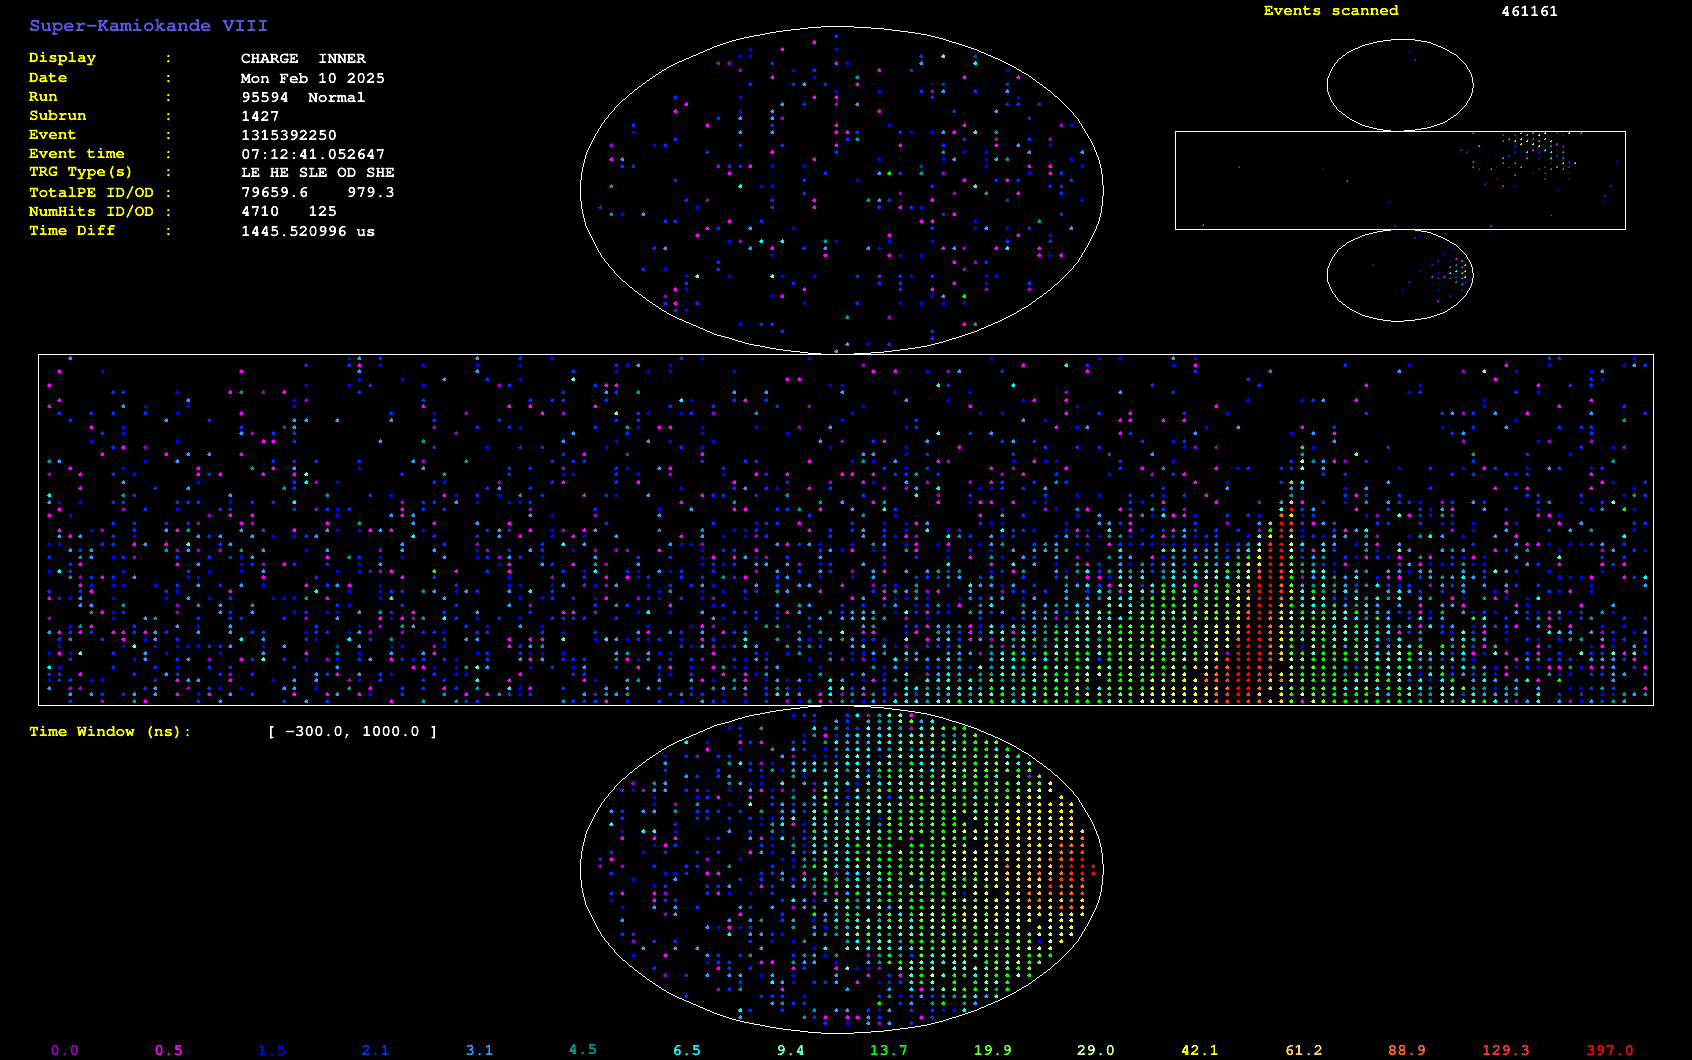 Super-Kamiokande VIII
Events scanned 461161
Display : CHARGE INNER
Date : Mon Feb 10 2025
Run : 95594 Normal
Subrun : 1427
Event : 1315392250
Event time : 07:12:41.052647
TRG Type(s) : LE HE SLE OD SHE
TotalPE ID/OD : 79659.6 979.3
NumHits ID/OD : 4710 125
Time Diff : 1445.520996 us
Time Window (ns): [ -300.0, 1000.0 ]
0.0 0.5 1.5 2.1 3.1 4.5 6.5 9.4 13.7 19.9 29.0 42.1 61.2 88.9 129.3 397.0